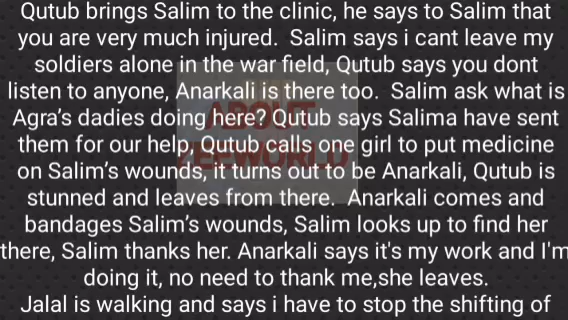 Qutub brings Salim to the clinic, he says to Salim that
you are very much injured.  Salim says i cant leave my
soldiers alone in the war field, Qutub says you dont
listen to anyone, Anarkali is there too.  Salim ask what is
Agra's dadies doing here? Qutub says Salima have sent
them for our help, Qutub calls one girl to put medicine
on Salim's wounds, it turns out to be Anarkali, Qutub is
stunned and leaves from there.  Anarkali comes and
bandages Salim's wounds, Salim looks up to find her
there, Salim thanks her. Anarkali says it's my work and I'm
doing it, no need to thank me,she leaves.
Jalal is walking and says i have to stop the shifting of
ABOUT
ZEEWORLD